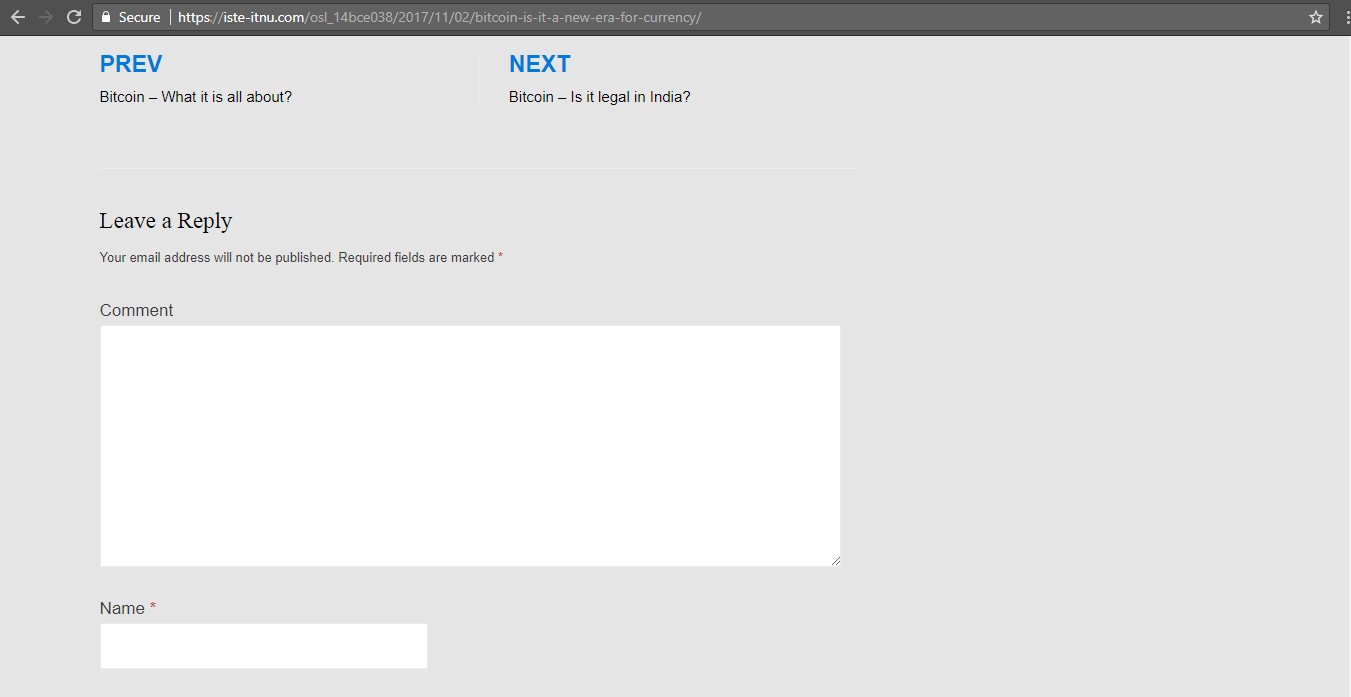 Secure | https://iste-itnu.com/osl_14bce038/2017/11/02/bitcoin-is-it-a-new-era-for-currency/
PREV
Bitcoin – What it is all about?
NEXT
Bitcoin – Is it legal in India?
Leave a Reply
Your email address will not be published. Required fields are marked *
Comment
Name *